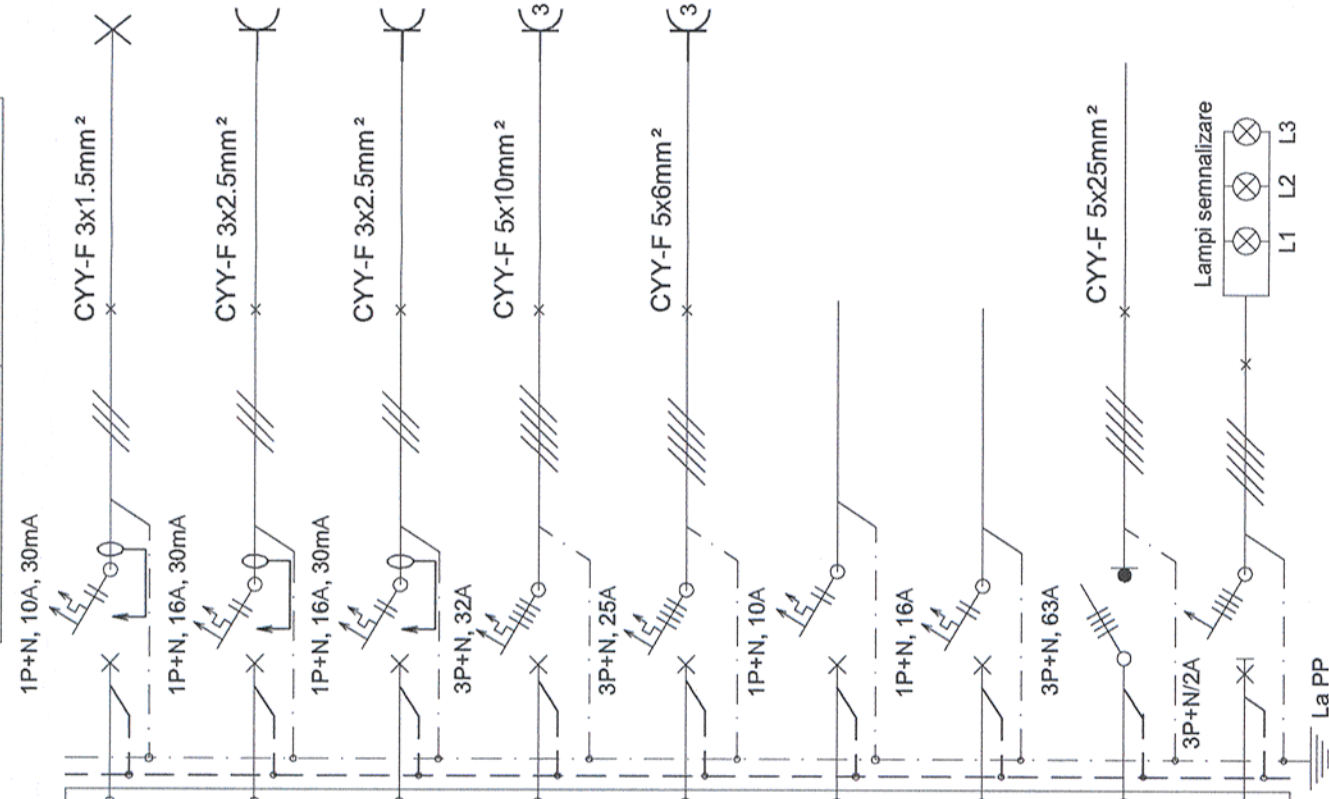 1P+N, 10A, 30mA
CYY-F 3x1.5mm²
1P+N, 16A, 30mA
CYY-F 3x2.5mm²
1P+N, 16A, 30mA
CYY-F 3x2.5mm²
3P+N, 32A
CYY-F 5x10mm²
3
3P+N, 25A
CYY-F 5x6mm²
3
1P+N, 10A
1P+N, 16A
3P+N, 63A
CYY-F 5x25mm²
3P+N/2A
Lampi semnalizare
L1 L2 L3
La PP